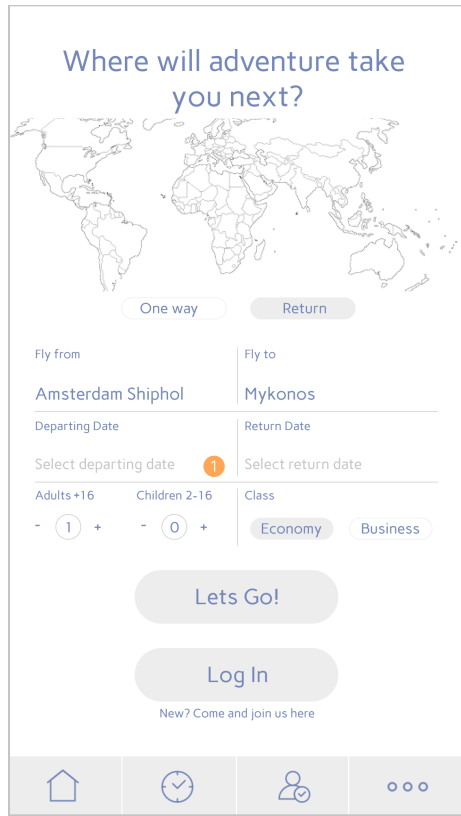 Where will adventure take
you next?
One way
Return
Fly from
Fly to
Amsterdam Shiphol
Mykonos
Departing Date
Return Date
Select departing date
1
Select return date
Adults +16
Children 2-16
Class
- 1 +
- 0 +
Economy
Business
Lets Go!
Log In
New? Come and join us here